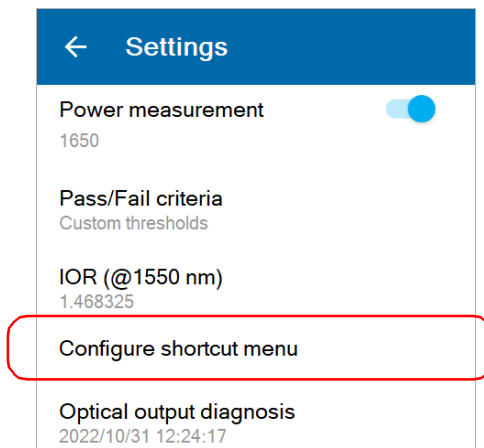 Settings
Power measurement
1650
Pass/Fail criteria
Custom thresholds
IOR (@1550 nm)
1.468325
Configure shortcut menu
Optical output diagnosis
2022/10/31 12:24:17